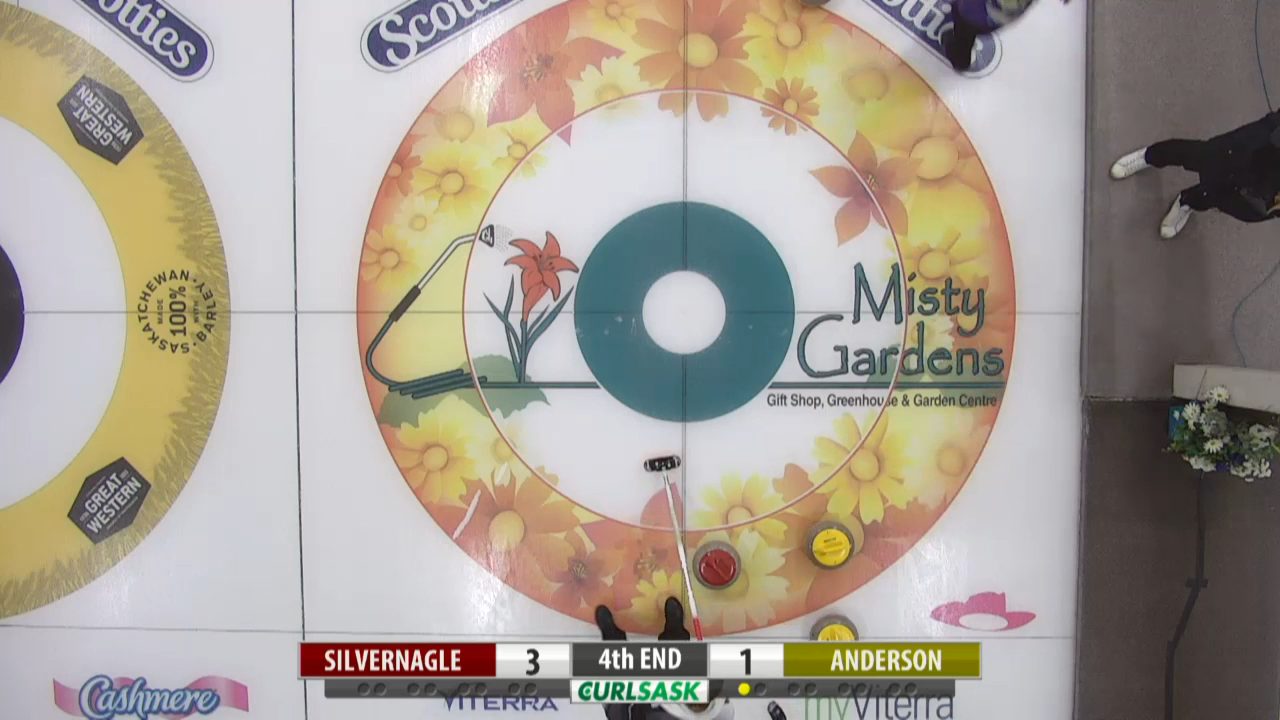 Scotties
Scotties
Scotties
GREAT
WESTERN
SASKATCHEWAN
MADE
100%
WITH
BARLEY
GREAT
WESTERN
Misty
Gardens
Gift Shop, Greenhouse & Garden Centre
SILVERNAGLE 3 4th END 1 ANDERSON
CURLSASK
Cashmere
VITERRA
myViterra